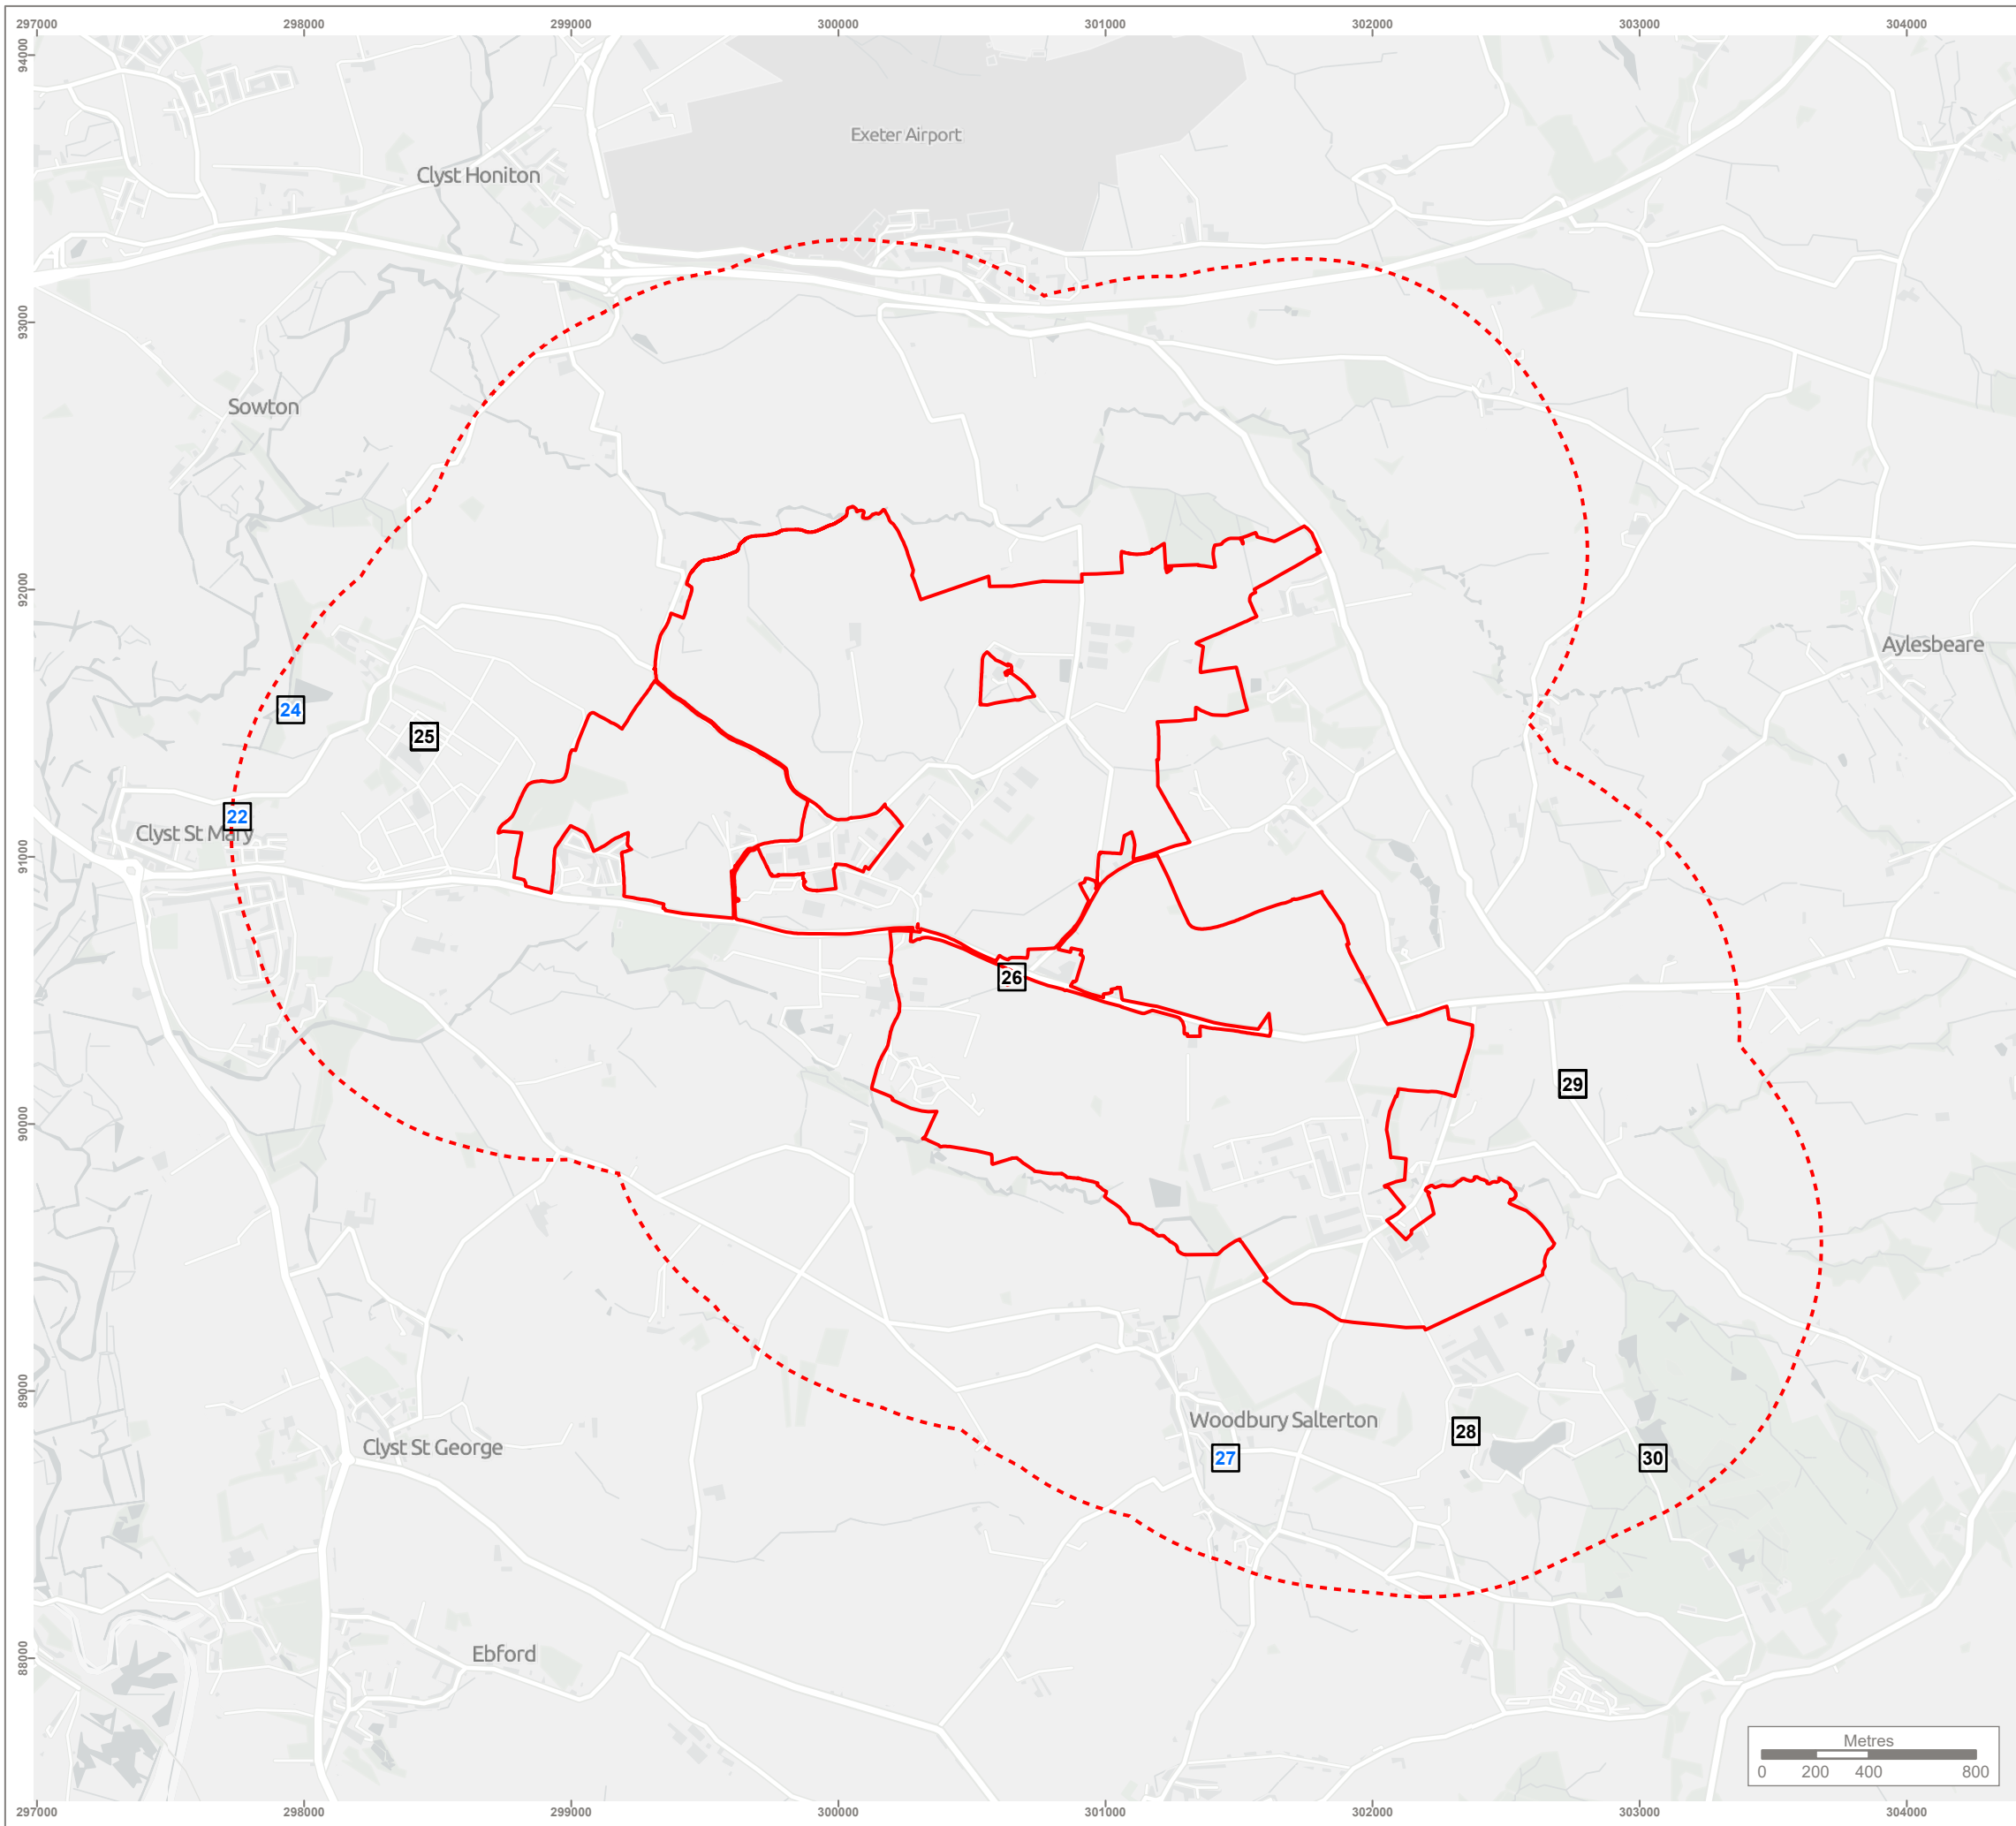 297000 298000 299000 300000 301000 302000 303000 304000
94000
Exeter Airport
Clyst Honiton
93000
Sowton
92000
Aylesbeare
24
25
22
Clyst St Mary
91000
26
29
90000
89000
Woodbury Salterton
28
Clyst St George
27
30
88000
Ebford
Metres
0 200 400 800
297000 298000 299000 300000 301000 302000 303000 304000